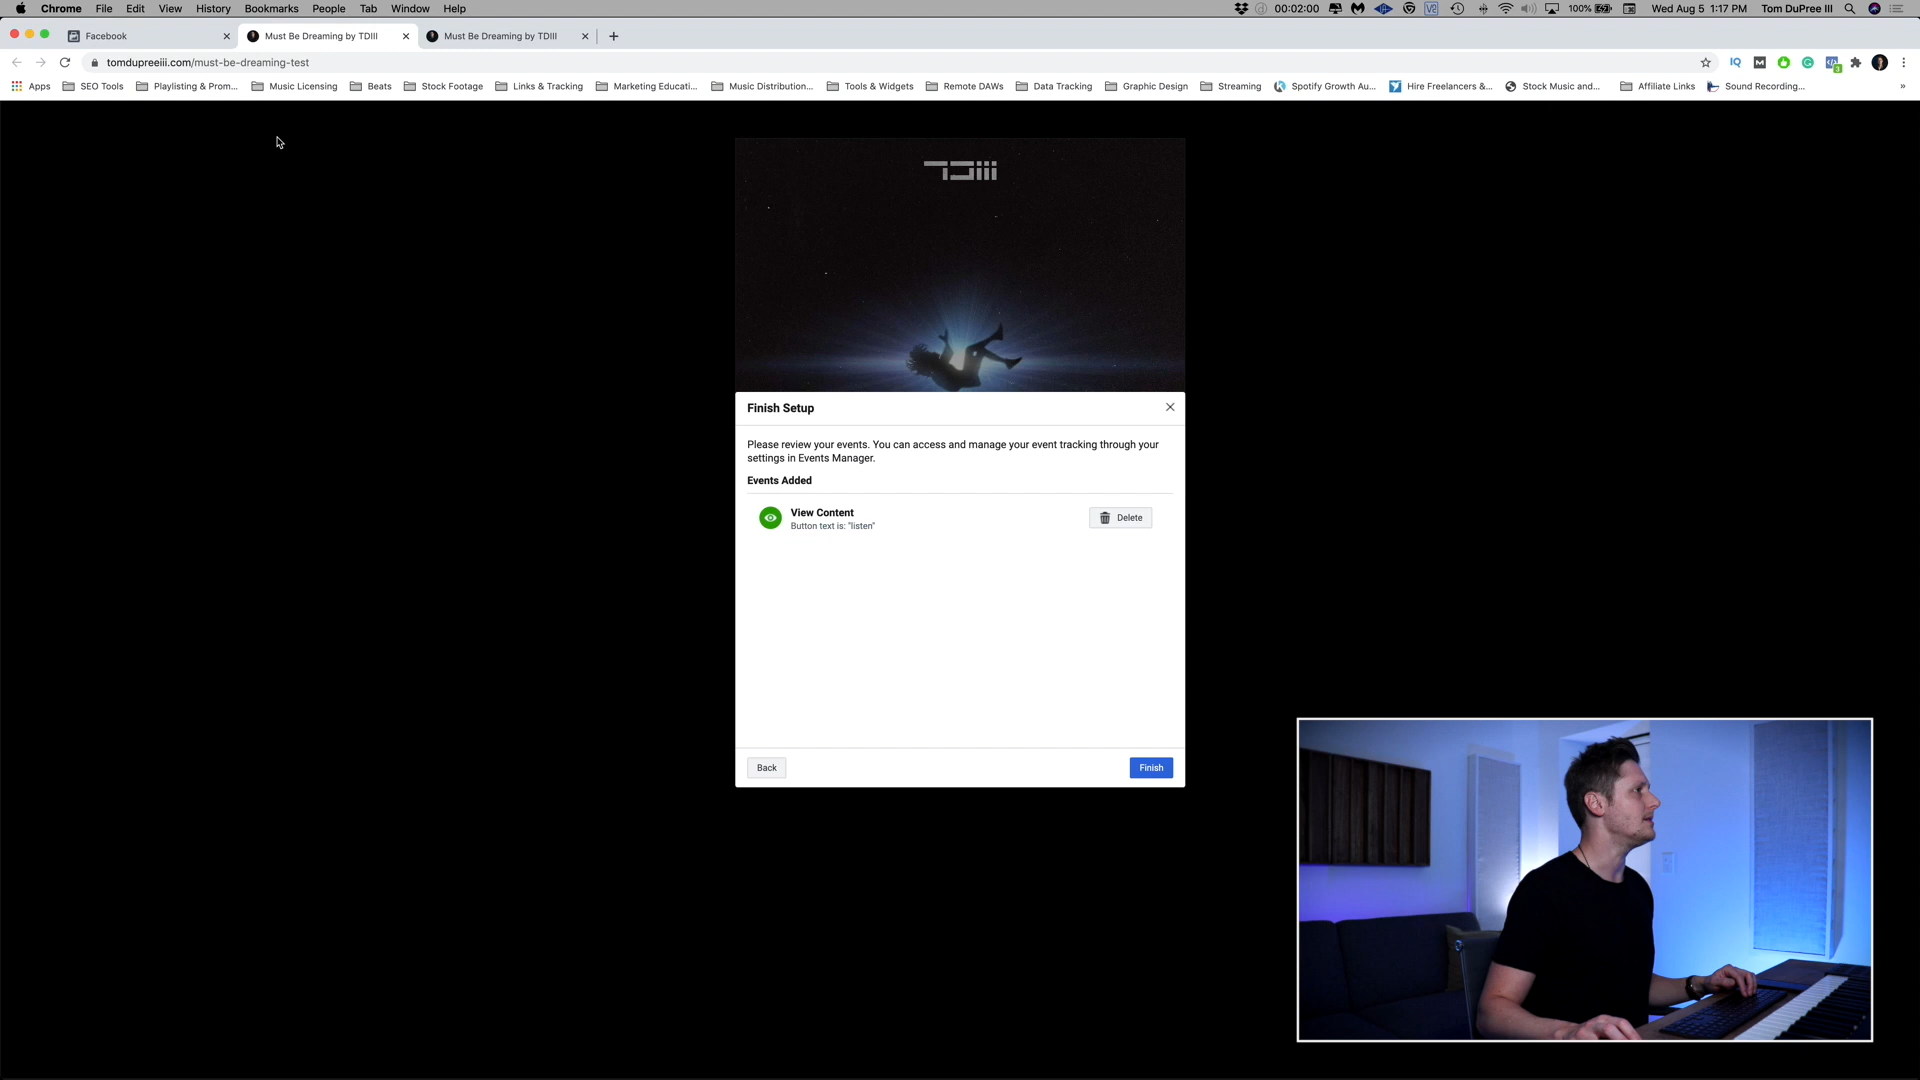 Chrome File Edit View History Bookmarks People Tab Window Help 00:02:00 100% Wed Aug 5 1:17 PM Tom DuPree III
Facebook Must Be Dreaming by TDIII Must Be Dreaming by TDIII
tomdupreeiii.com/must-be-dreaming-test
Apps SEO Tools Playlisting & Prom... Music Licensing Beats Stock Footage Links & Tracking Marketing Educati... Music Distribution... Tools & Widgets Remote DAWs Data Tracking Graphic Design Streaming Spotify Growth Au... Hire Freelancers &... Stock Music and... Affiliate Links Sound Recording... »
TDiii
Finish Setup
Please review your events. You can access and manage your event tracking through your
settings in Events Manager.
Events Added
View Content
Button text is: "listen"
Delete
Back Finish